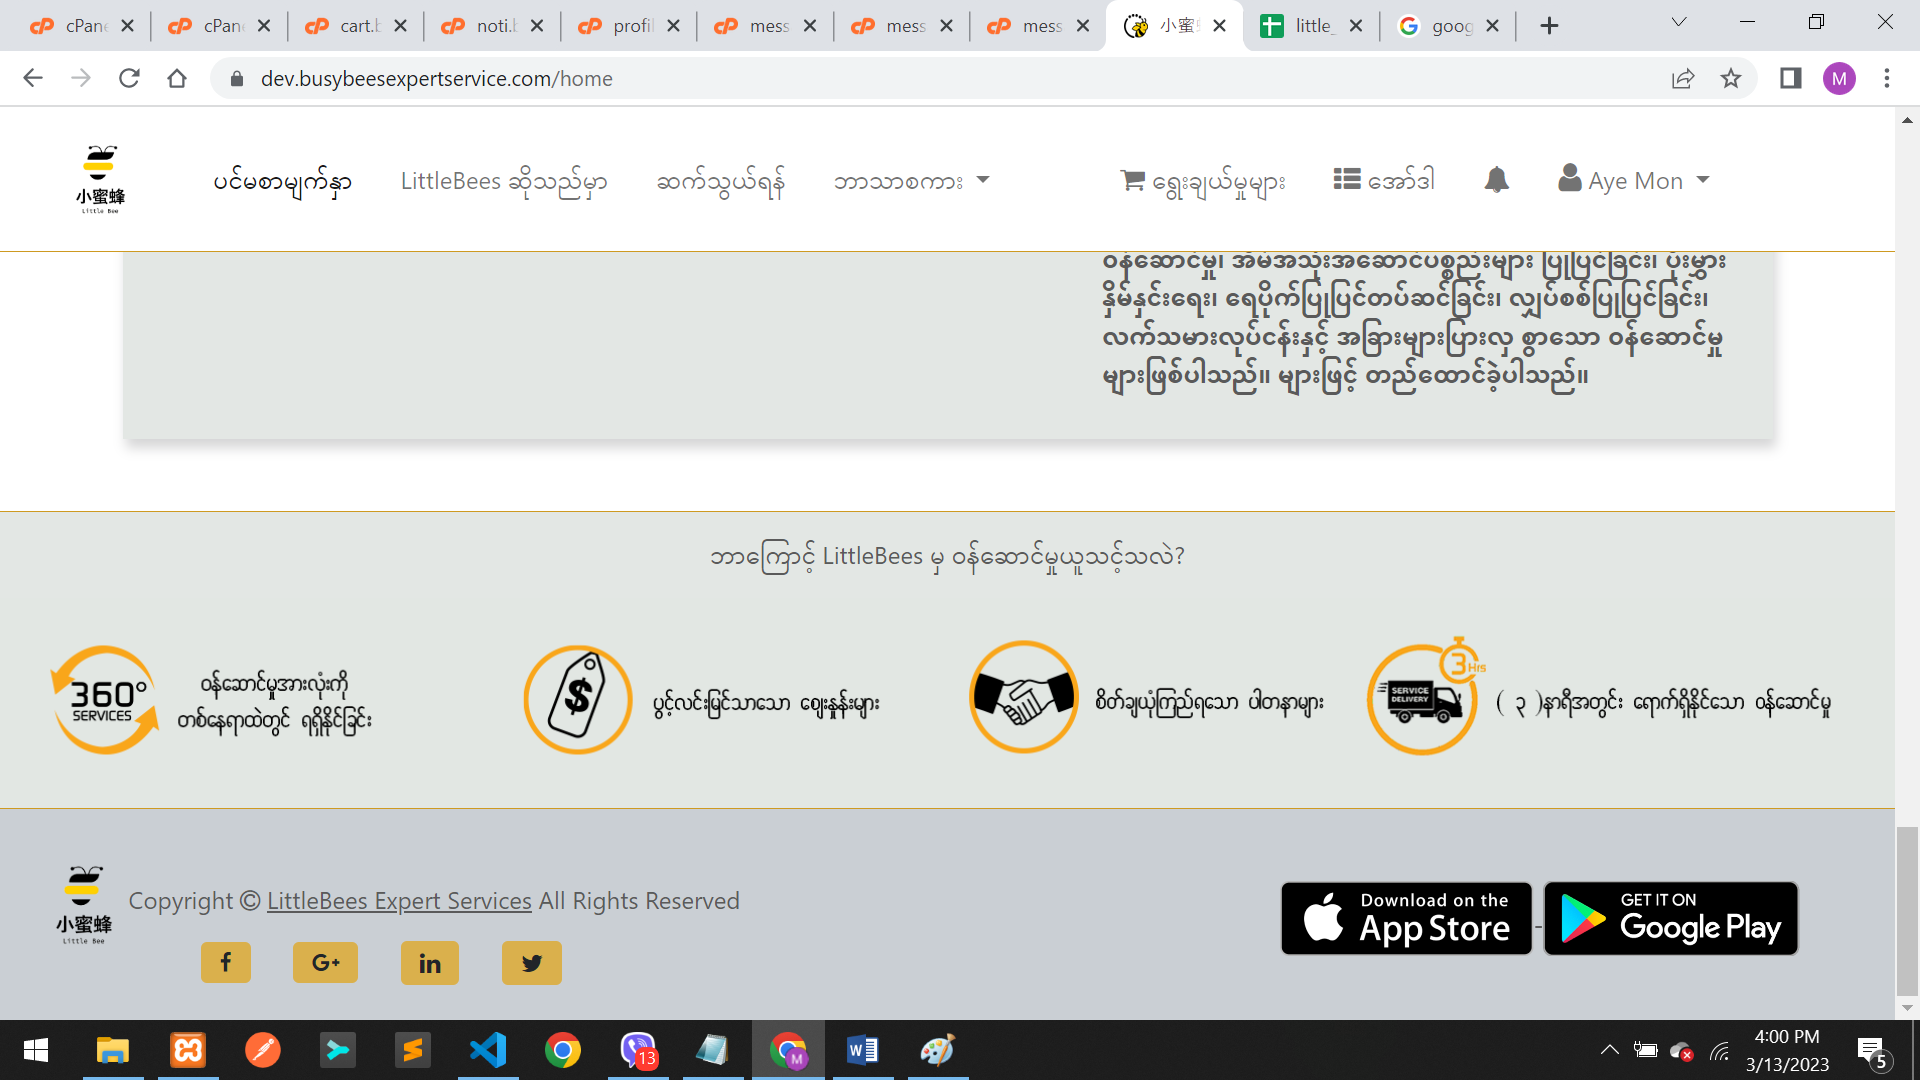 cPane
cPane
cart.b
noti.b
profil
mess
mess
mess
小蜜
little_
goog
dev.busybeesexpertservice.com/home
M
小蜜蜂
Little Bee
ပင်မစာမျက်နှာ
LittleBees ဆိုသည်မှာ
ဆက်သွယ်ရန်
ဘာသာစကား
ရွေးချယ်မှုများ
အော်ဒါ
Aye Mon
ဝန်ဆောင်မှု၊ အိမ်အသုံးအဆောင်ပစ္စည်းများ ပြုပြင်ခြင်း၊ ပိုးမွှား
နှိမ်နှင်းရေး၊ ရေပိုက်ပြုပြင်တပ်ဆင်ခြင်း၊ လျှပ်စစ်ပြုပြင်ခြင်း၊
လက်သမားလုပ်ငန်းနှင့် အခြားများပြားလှ စွာသော ဝန်ဆောင်မှု
များဖြစ်ပါသည်။ များဖြင့် တည်ထောင်ခဲ့ပါသည်။
ဘာကြောင့် LittleBees မှ ဝန်ဆောင်မှုယူသင့်သလဲ?
360°
SERVICES
ဝန်ဆောင်မှုအားလုံးကို
တစ်နေရာထဲတွင် ရရှိနိုင်ခြင်း
$
ပွင့်လင်းမြင်သာသော ဈေးနှုန်းများ
စိတ်ချယုံကြည်ရသော ပါတနာများ
3 Hrs
SERVICE
DELIVERY
( ၃ )နာရီအတွင်း ရောက်ရှိနိုင်သော ဝန်ဆောင်မှု
小蜜蜂
Little Bee
Copyright © LittleBees Expert Services All Rights Reserved
f
G+
in
Download on the
App Store
GET IT ON
Google Play
13
M
4:00 PM
3/13/2023
5